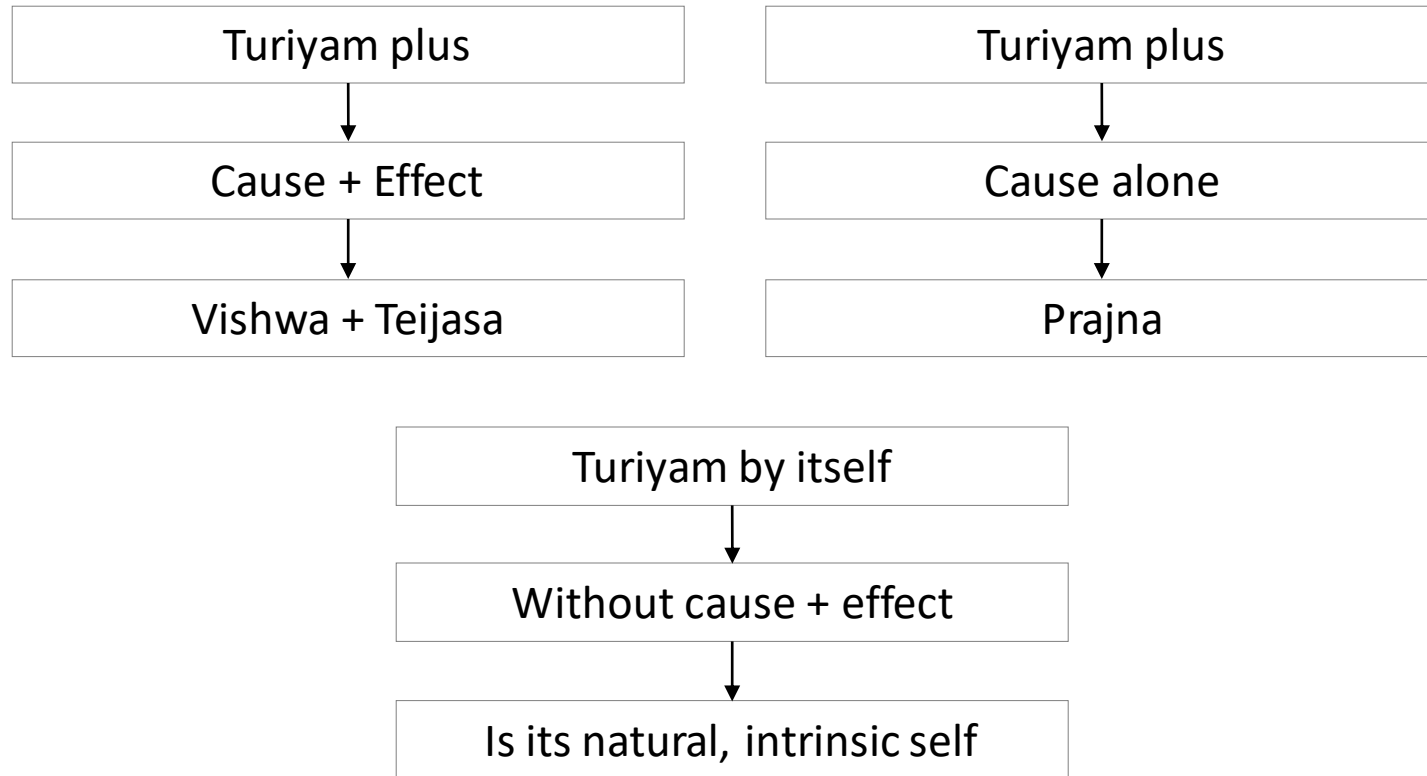 Turiyam plus
Cause + Effect
Vishwa + Teijasa
Turiyam plus
Cause alone
Prajna
Turiyam by itself
Without cause + effect
Is its natural, intrinsic self